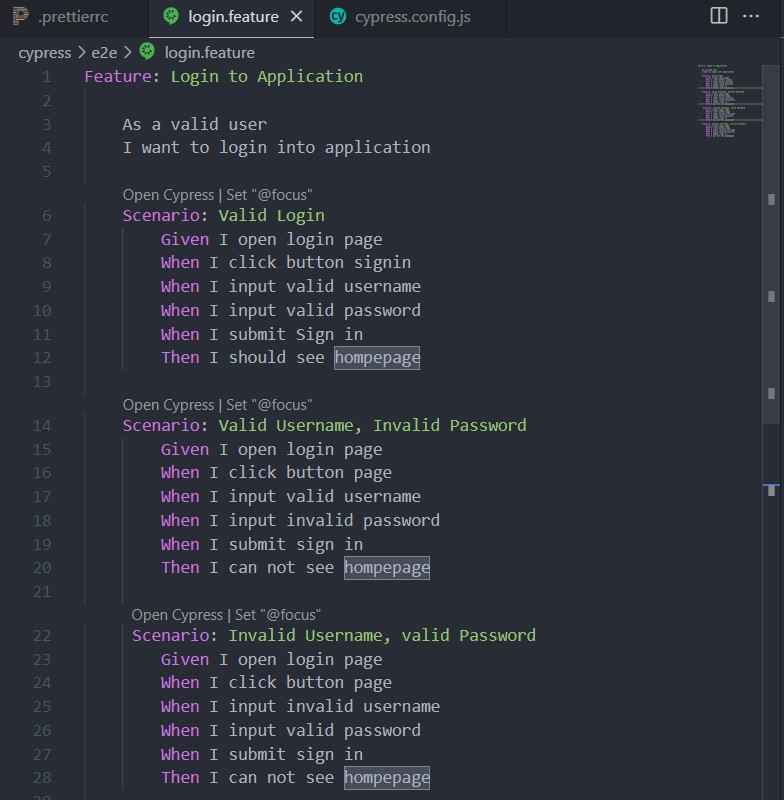 .prettierrc login.feature cypress.config.js
cypress > e2e > login.feature
1 Feature: Login to Application
2
3 As a valid user
4 I want to login into application
5
Open Cypress | Set "@focus"
6 Scenario: Valid Login
7 Given I open login page
8 When I click button signin
9 When I input valid username
10 When I input valid password
11 When I submit Sign in
12 Then I should see hompepage
13
Open Cypress | Set "@focus"
14 Scenario: Valid Username, Invalid Password
15 Given I open login page
16 When I click button page
17 When I input valid username
18 When I input invalid password
19 When I submit sign in
20 Then I can not see hompepage
21
Open Cypress | Set "@focus"
22 Scenario: Invalid Username, valid Password
23 Given I open login page
24 When I click button page
25 When I input invalid username
26 When I input valid password
27 When I submit sign in
28 Then I can not see hompepage